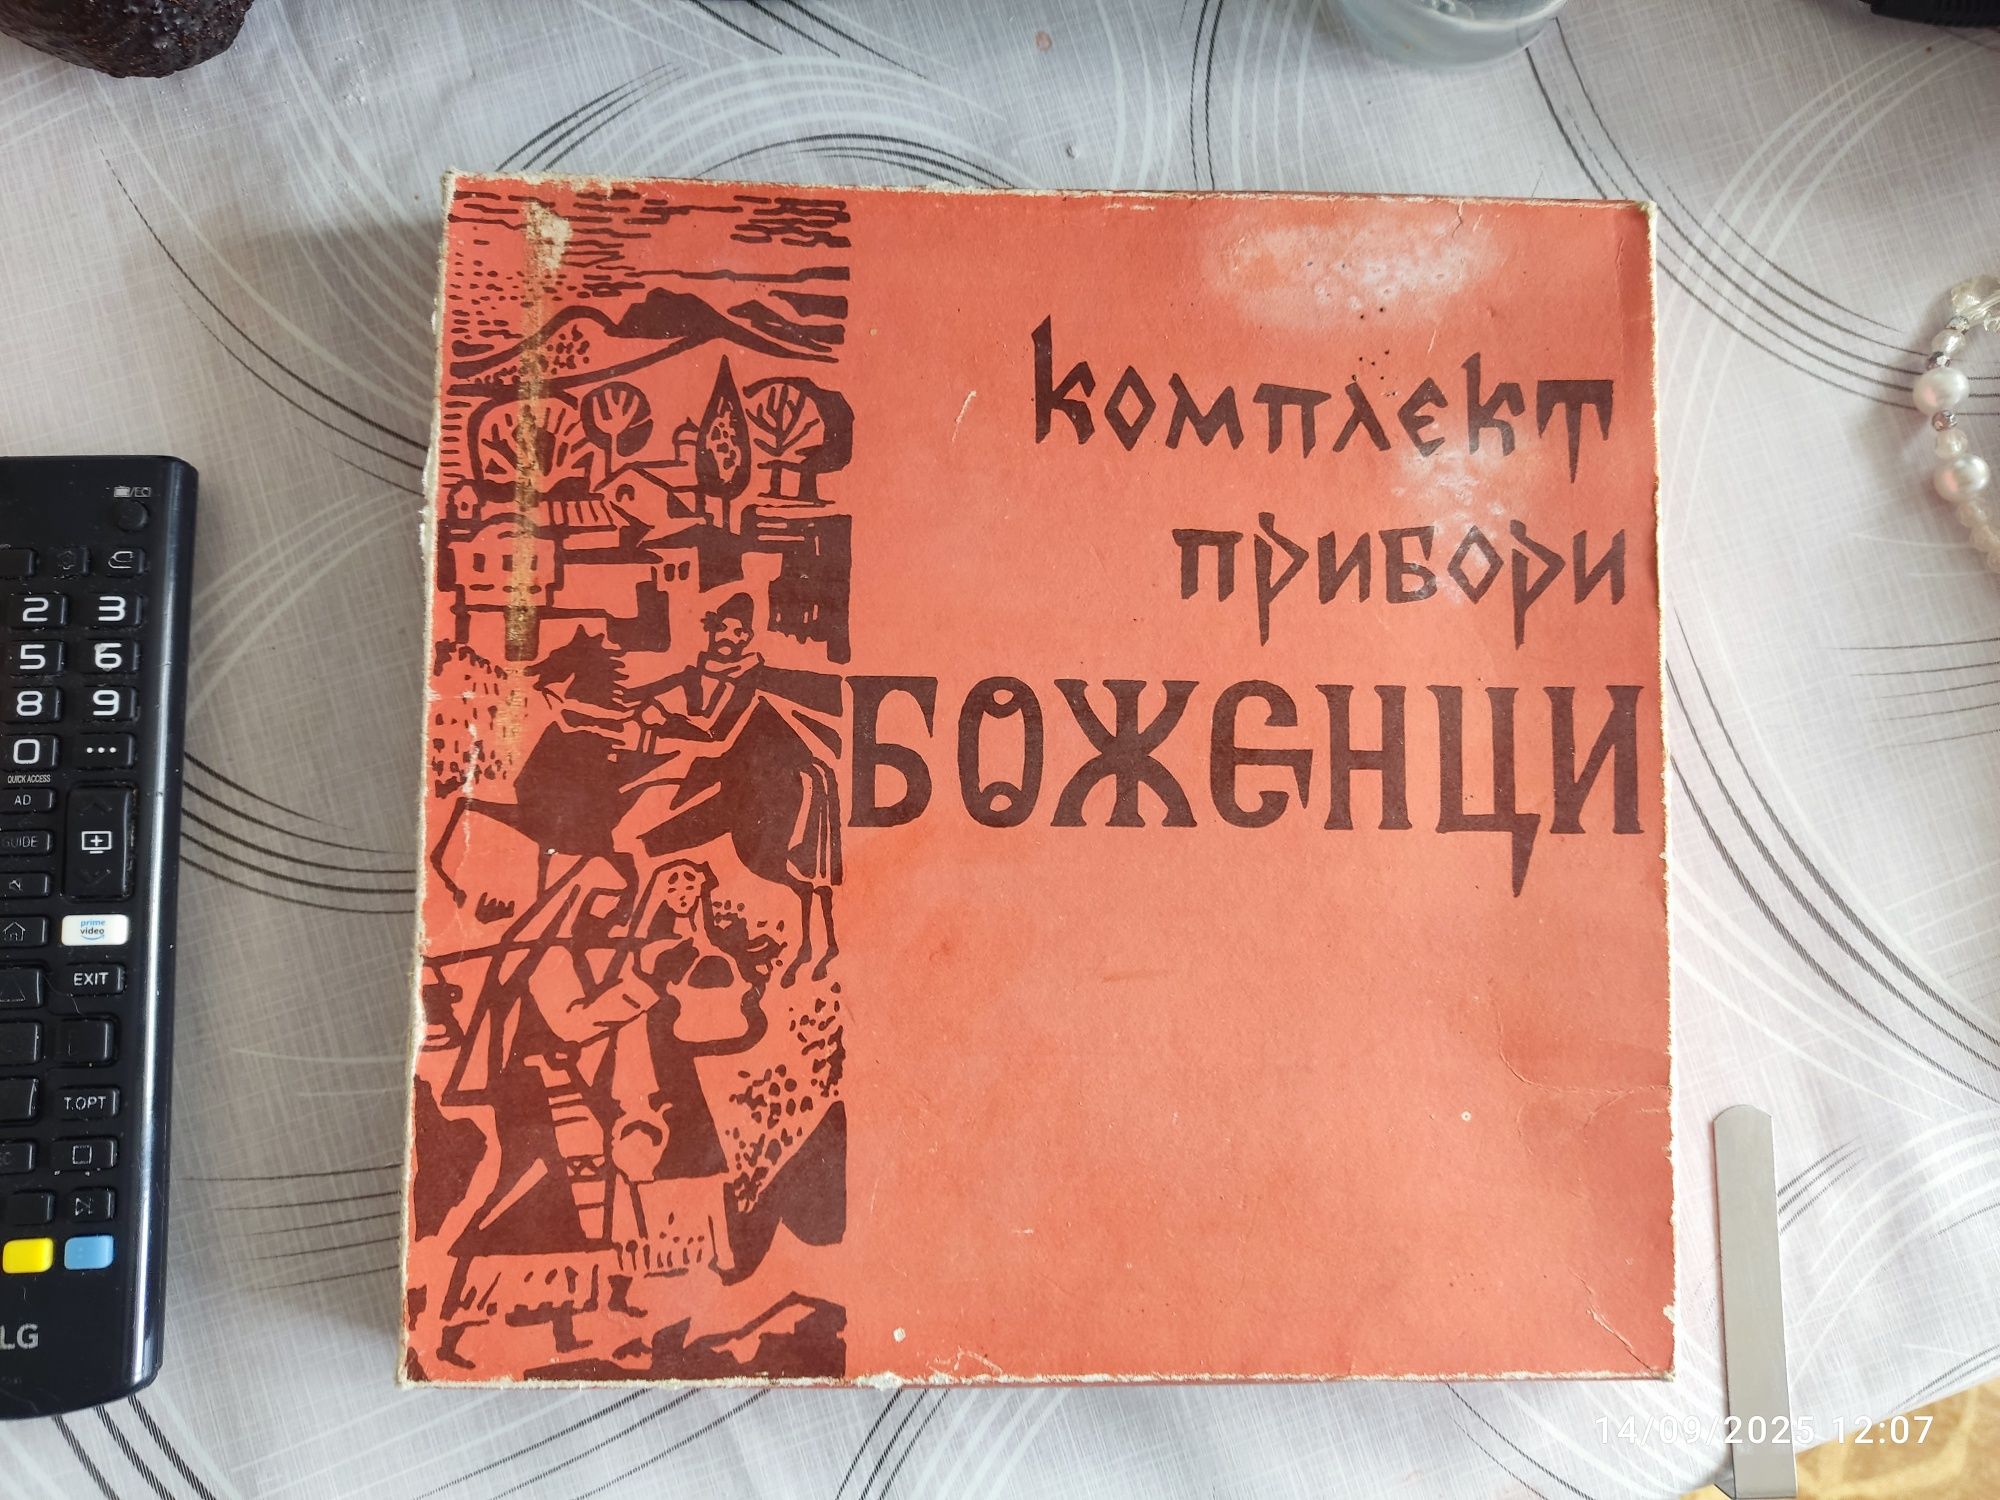 комплект
прибори
БОЖЕНЦИ
2 3
5 6
8 9
0 ...
QUICK ACCESS
AD
GUIDE
prime video
EXIT
T.OPT
LG
14/09/2025 12:07